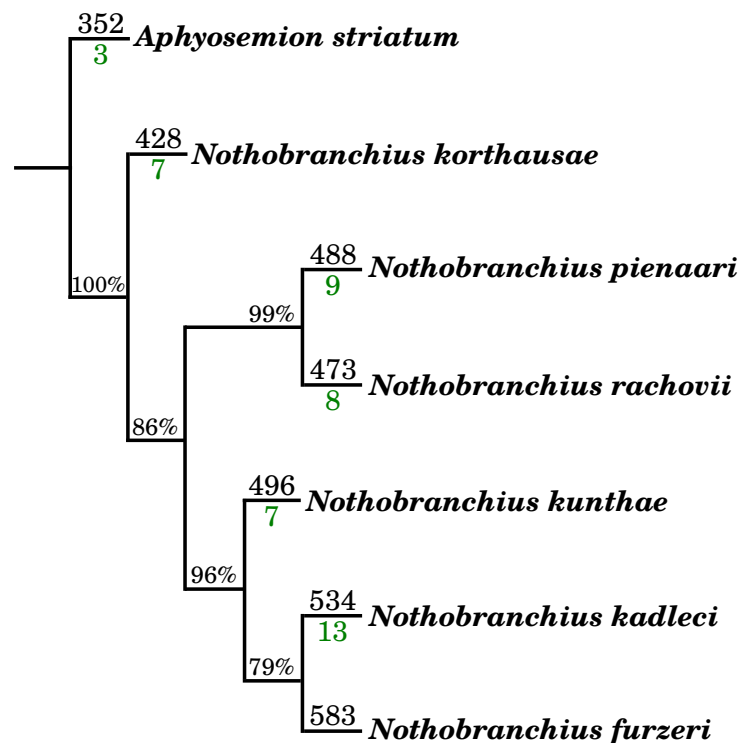 352 Aphyosemion striatum
3
428 Nothobranchius korthausae
7
488 Nothobranchius pienaari
9
100%
99%
473 Nothobranchius rachovii
8
86%
496 Nothobranchius kunthae
7
96%
534 Nothobranchius kadleci
13
79%
583 Nothobranchius furzeri